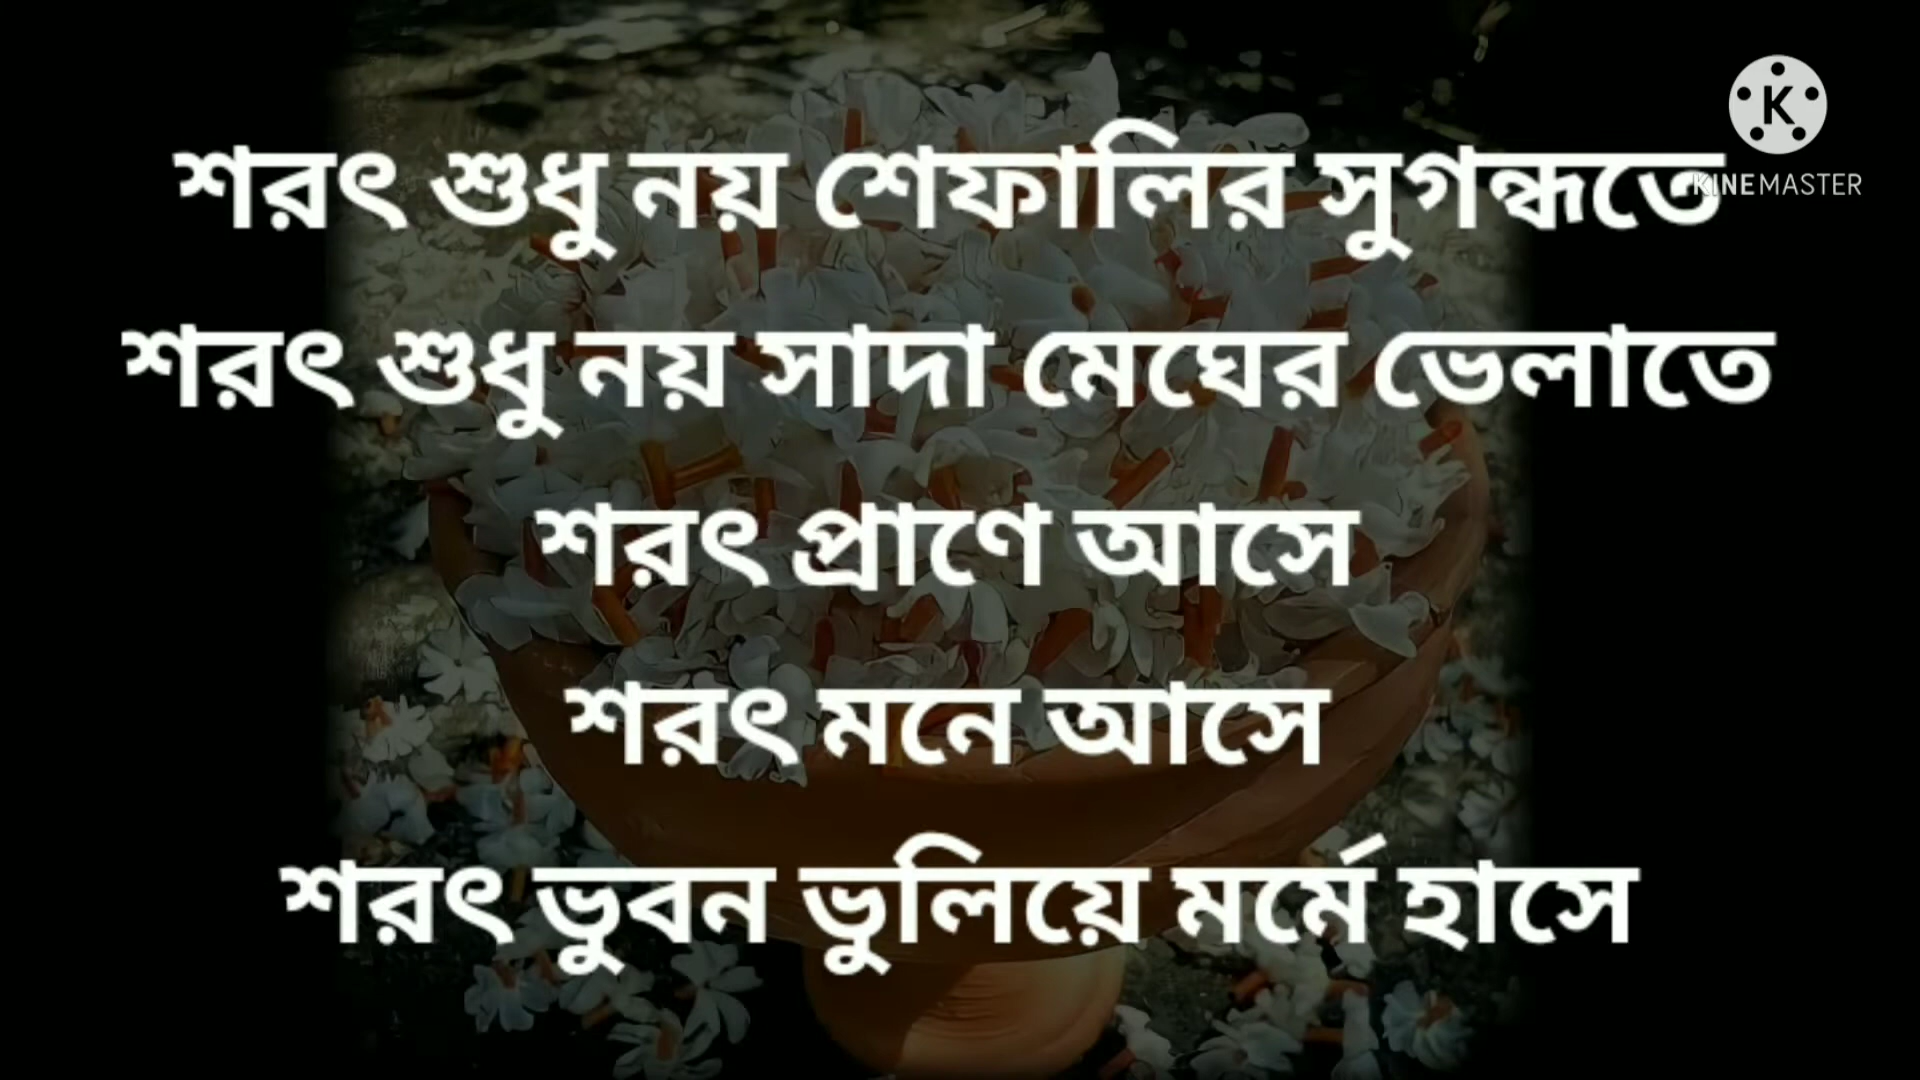 শরৎ শুধু নয় শেফালির সুগন্ধতে
শরৎ শুধু নয় সাদা মেঘের ভেলাতে
শরৎ প্রাণে আসে
শরৎ মনে আসে
শরৎ ভুবন ভুলিয়ে মর্মে হাসে
K
KINEMASTER